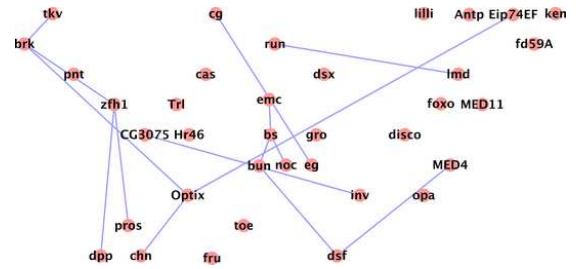 tkv cg lilli Antp Eip74EF ken
brk run fd59A
pnt cas dsx lmd
zfh1 Trl emc foxo MED11
CG3075 Hr46 bs gro disco
bun noc eg MED4
Optix inv opa
pros toe
dpp chn fru dsf